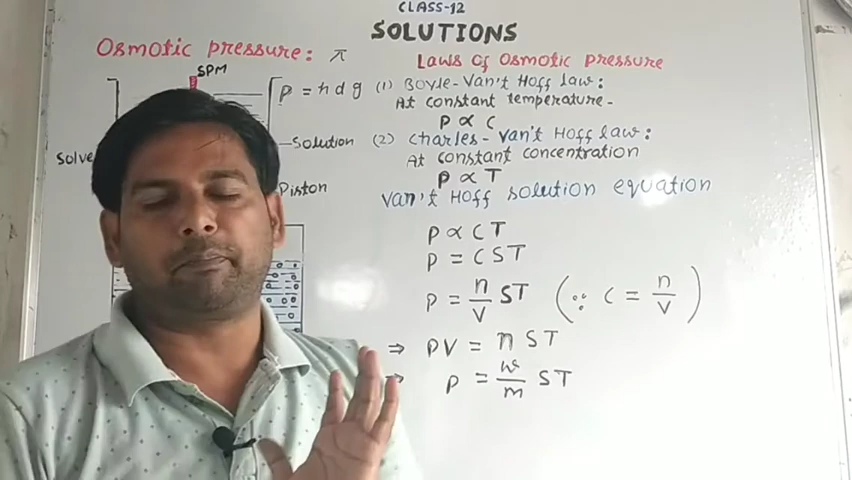 CLASS-12
SOLUTIONS
Osmotic pressure: π
SPM
p = h d g
Solve
Solution
Piston
Laws of Osmotic pressure
(1) Boyle-Van't Hoff law:
At constant temperature-
P ∝ C
(2) Charles-Van't Hoff law:
At constant concentration
P ∝ T
Van't Hoff solution equation
P ∝ CT
P = CST
P = n/V ST (∵ C = n/V)
⇒ PV = n ST
⇒ P = w/m ST